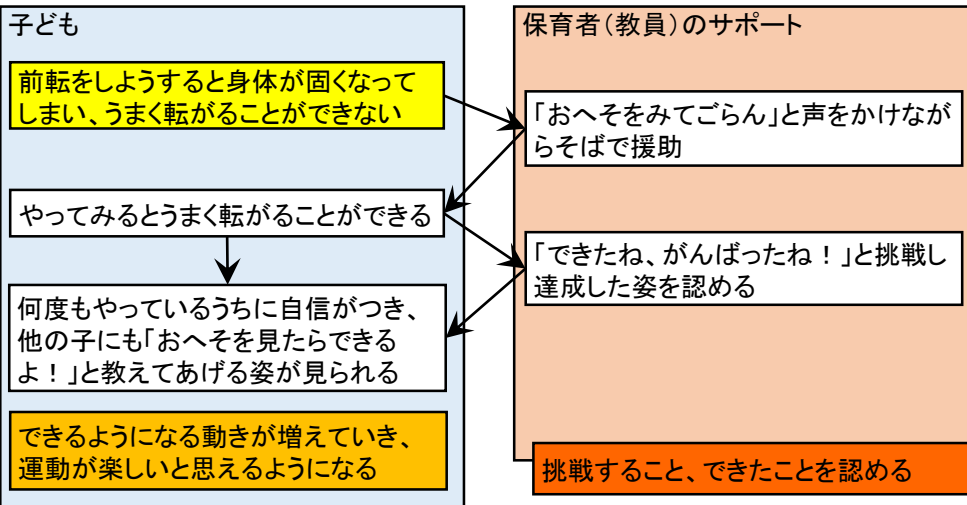 子ども
前転をしようすると身体が固くなって
しまい、うまく転がることができない
やってみるとうまく転がることができる
何度もやっているうちに自信がつき、
他の子にも「おへそを見たらできる
よ！」と教えてあげる姿が見られる
できるようになる動きが増えていき、
運動が楽しいと思えるようになる
保育者（教員）のサポート
「おへそをみてごらん」と声をかけなが
らそばで援助
「できたね、がんばったね！」と挑戦し
達成した姿を認める
挑戦すること、できたことを認める